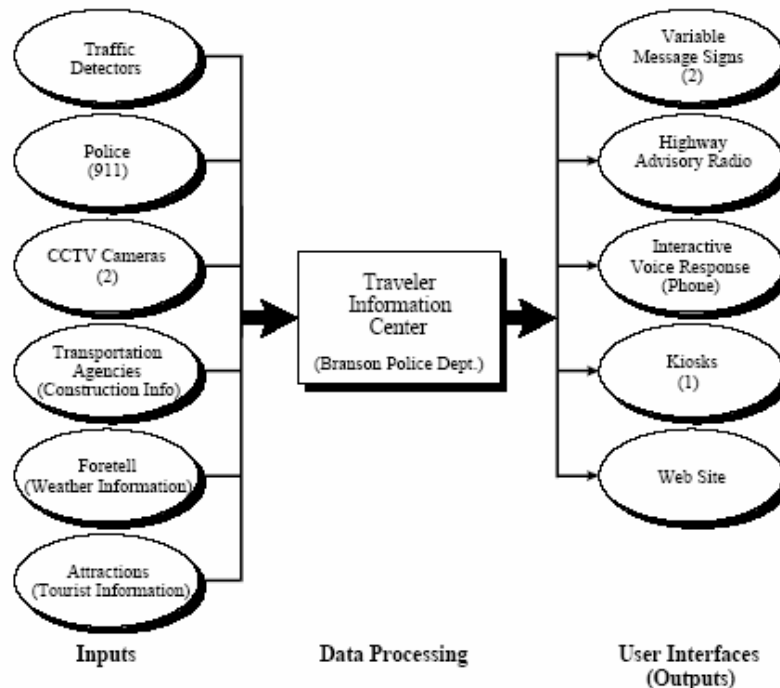 Traffic
Detectors
Police
(911)
CCTV Cameras
(2)
Transportation
Agencies
(Construction Info)
Foretell
(Weather Information)
Attractions
(Tourist Information)
Inputs
Traveler
Information
Center
(Branson Police Dept.)
Data Processing
Variable
Message Signs
(2)
Highway
Advisory Radio
Interactive
Voice Response
(Phone)
Kiosks
(1)
Web Site
User Interfaces
(Outputs)